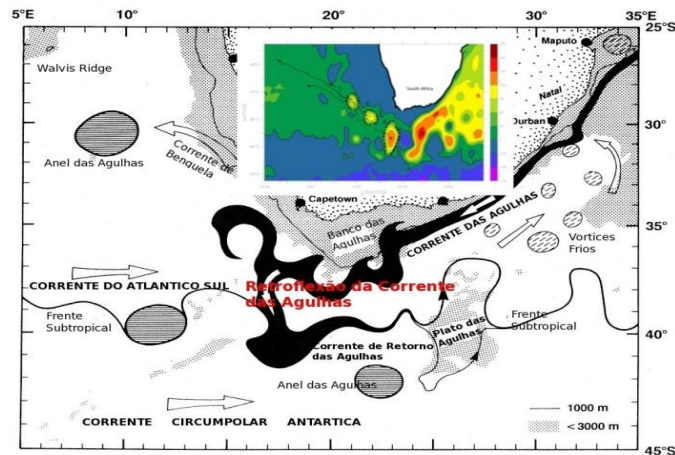 5°E
10°
15°
20°
25°
30°
35°E
25°S
Maputo
Walvis Ridge
South Africa
Natal
Durban
30°
Anel das Agulhas
Corrente de
Benguela
Capetown
Banco das
Aqulhas
CORRENTE DAS AGULHAS
35°
Vortices
Frios
CORRENTE DO ATLANTICO SUL
Retroflexão da Corrente
das Agulhas
Frente
Subtropical
Corrente de Retorno
das Agulhas
Plato das
Agulhas
Frente
Subtropical
40°
Anel das Agulhas
CORRENTE CIRCUMPOLAR ANTARTICA
1000 m
<3000 m
45°S